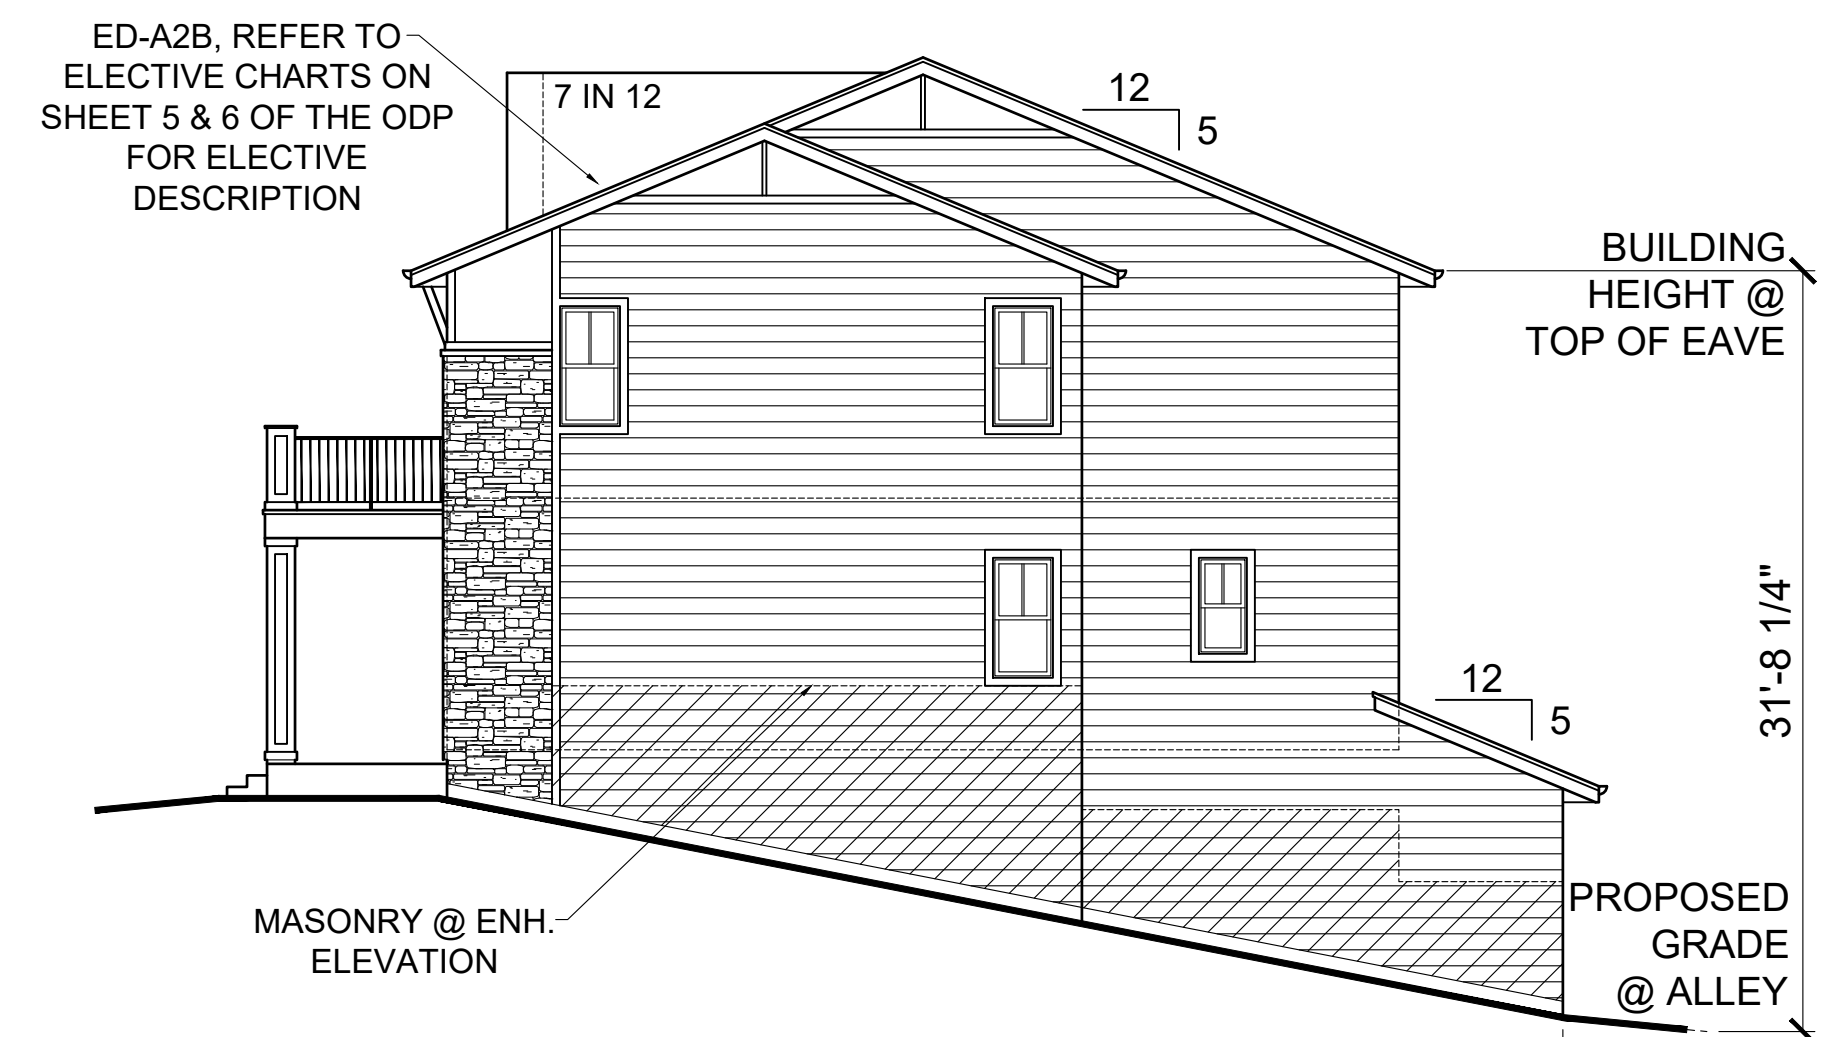 ED-A2B, REFER TO
ELECTIVE CHARTS ON
SHEET 5 & 6 OF THE ODP
FOR ELECTIVE
DESCRIPTION
7 IN 12
12
5
BUILDING
HEIGHT @
TOP OF EAVE
31'-8 1/4"
12
5
MASONRY @ ENH.
ELEVATION
PROPOSED
GRADE
@ ALLEY